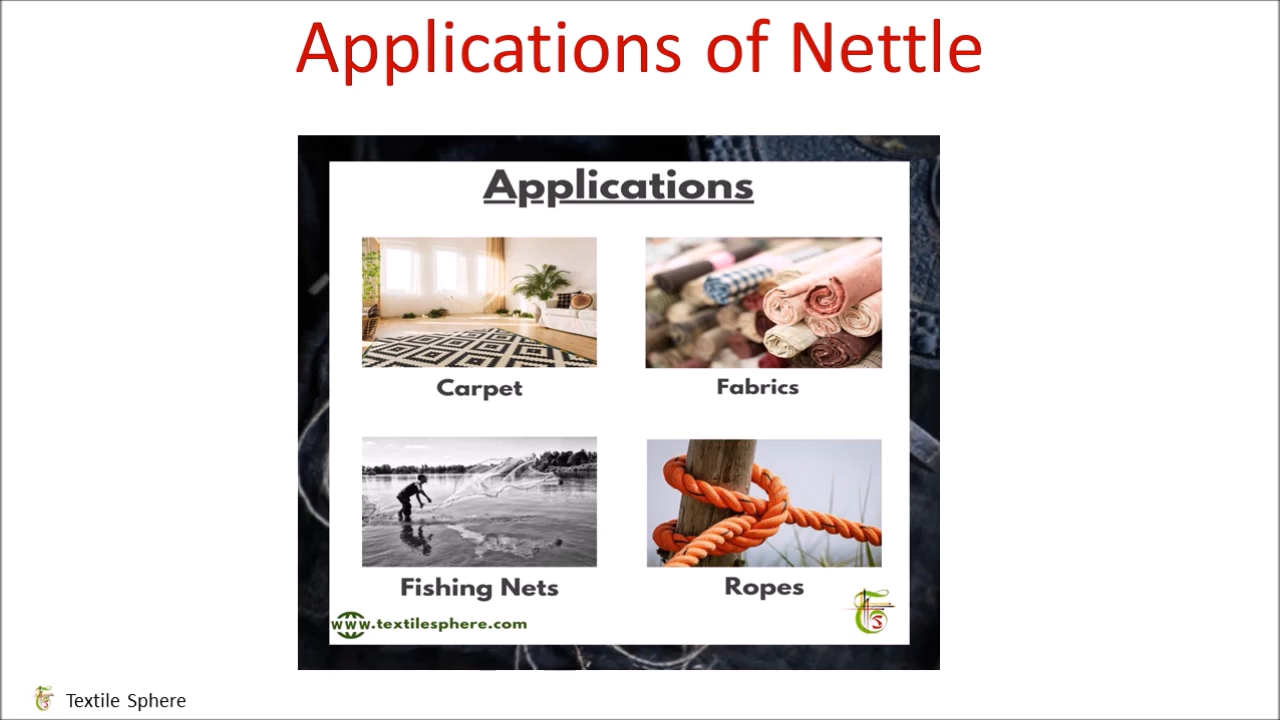 Applications of Nettle
Applications
Carpet
Fabrics
Fishing Nets
Ropes
www.textilesphere.com
Textile Sphere